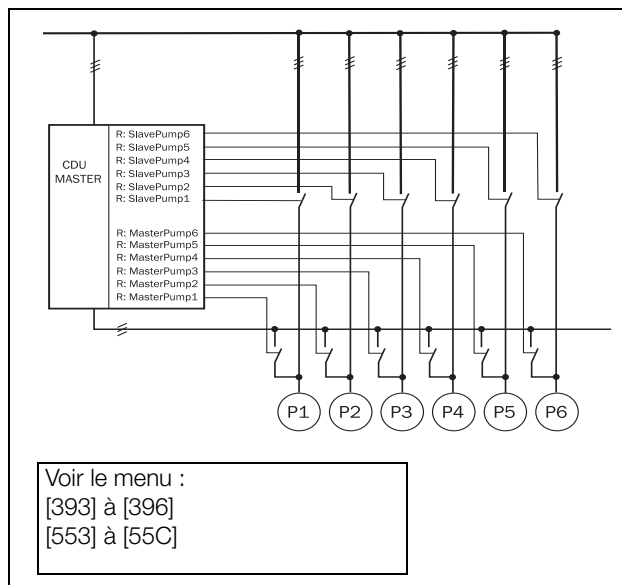 CDU
MASTER
R: SlavePump6
R: SlavePump5
R: SlavePump4
R: SlavePump3
R: SlavePump2
R: SlavePump1
R: MasterPump6
R: MasterPump5
R: MasterPump4
R: MasterPump3
R: MasterPump2
R: MasterPump1
P1 P2 P3 P4 P5 P6
Voir le menu :
[393] à [396]
[553] à [55C]